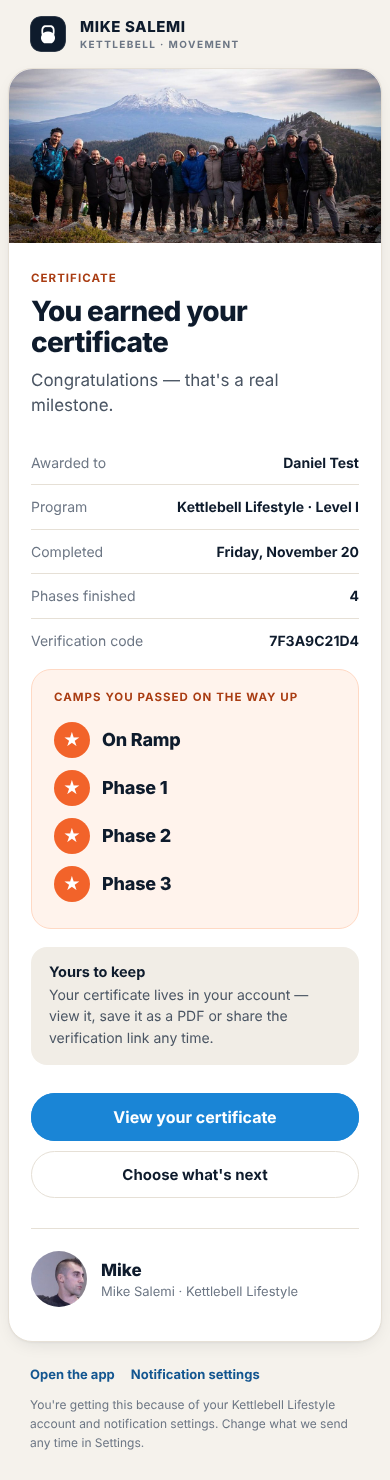 MIKE SALEMI
KETTLEBELL · MOVEMENT
CERTIFICATE
You earned your
certificate
Congratulations — that's a real
milestone.
Awarded to Daniel Test
Program Kettlebell Lifestyle · Level I
Completed Friday, November 20
Phases finished 4
Verification code 7F3A9C21D4
CAMPS YOU PASSED ON THE WAY UP
On Ramp
Phase 1
Phase 2
Phase 3
Yours to keep
Your certificate lives in your account —
view it, save it as a PDF or share the
verification link any time.
View your certificate
Choose what's next
Mike
Mike Salemi · Kettlebell Lifestyle
Open the app Notification settings
You're getting this because of your Kettlebell Lifestyle
account and notification settings. Change what we send
any time in Settings.